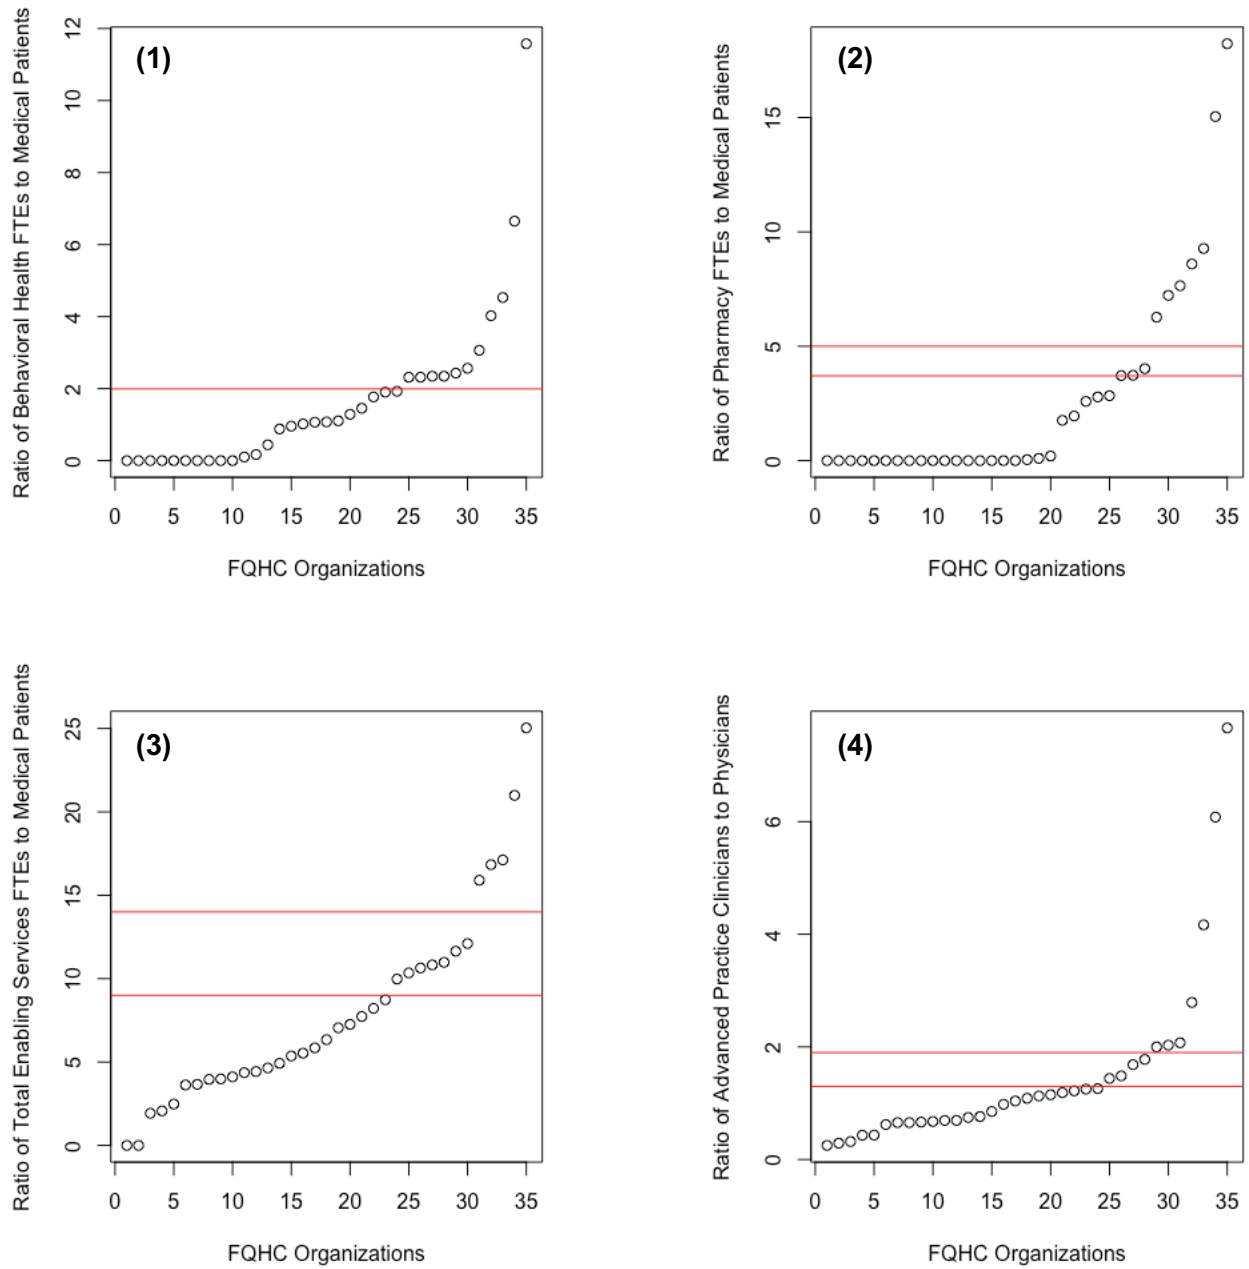 Ratio of Behavioral Health FTEs to Medical Patients
(1)
12
10
8
6
4
2
0
0 5 10 15 20 25 30 35
FQHC Organizations
Ratio of Pharmacy FTEs to Medical Patients
(2)
15
10
5
0
0 5 10 15 20 25 30 35
FQHC Organizations
Ratio of Total Enabling Services FTEs to Medical Patients
(3)
25
20
15
10
5
0
0 5 10 15 20 25 30 35
FQHC Organizations
Ratio of Advanced Practice Clinicians to Physicians
(4)
6
4
2
0
0 5 10 15 20 25 30 35
FQHC Organizations